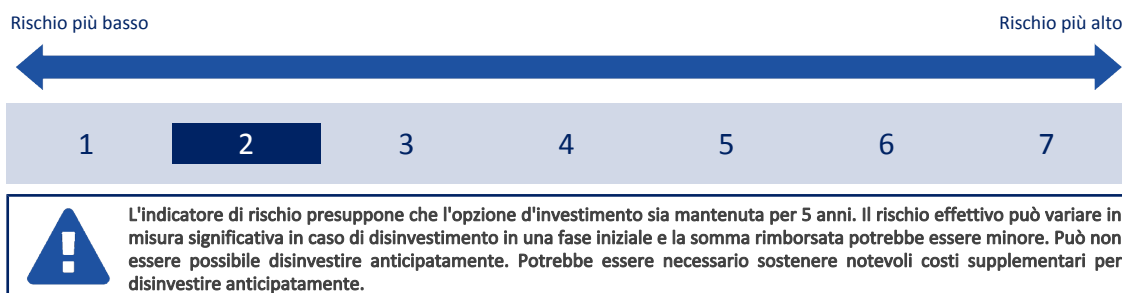 Rischio più basso Rischio più alto
1 2 3 4 5 6 7
L'indicatore di rischio presuppone che l'opzione d'investimento sia mantenuta per 5 anni. Il rischio effettivo può variare in
misura significativa in caso di disinvestimento in una fase iniziale e la somma rimborsata potrebbe essere minore. Può non
essere possibile disinvestire anticipatamente. Potrebbe essere necessario sostenere notevoli costi supplementari per
disinvestire anticipatamente.